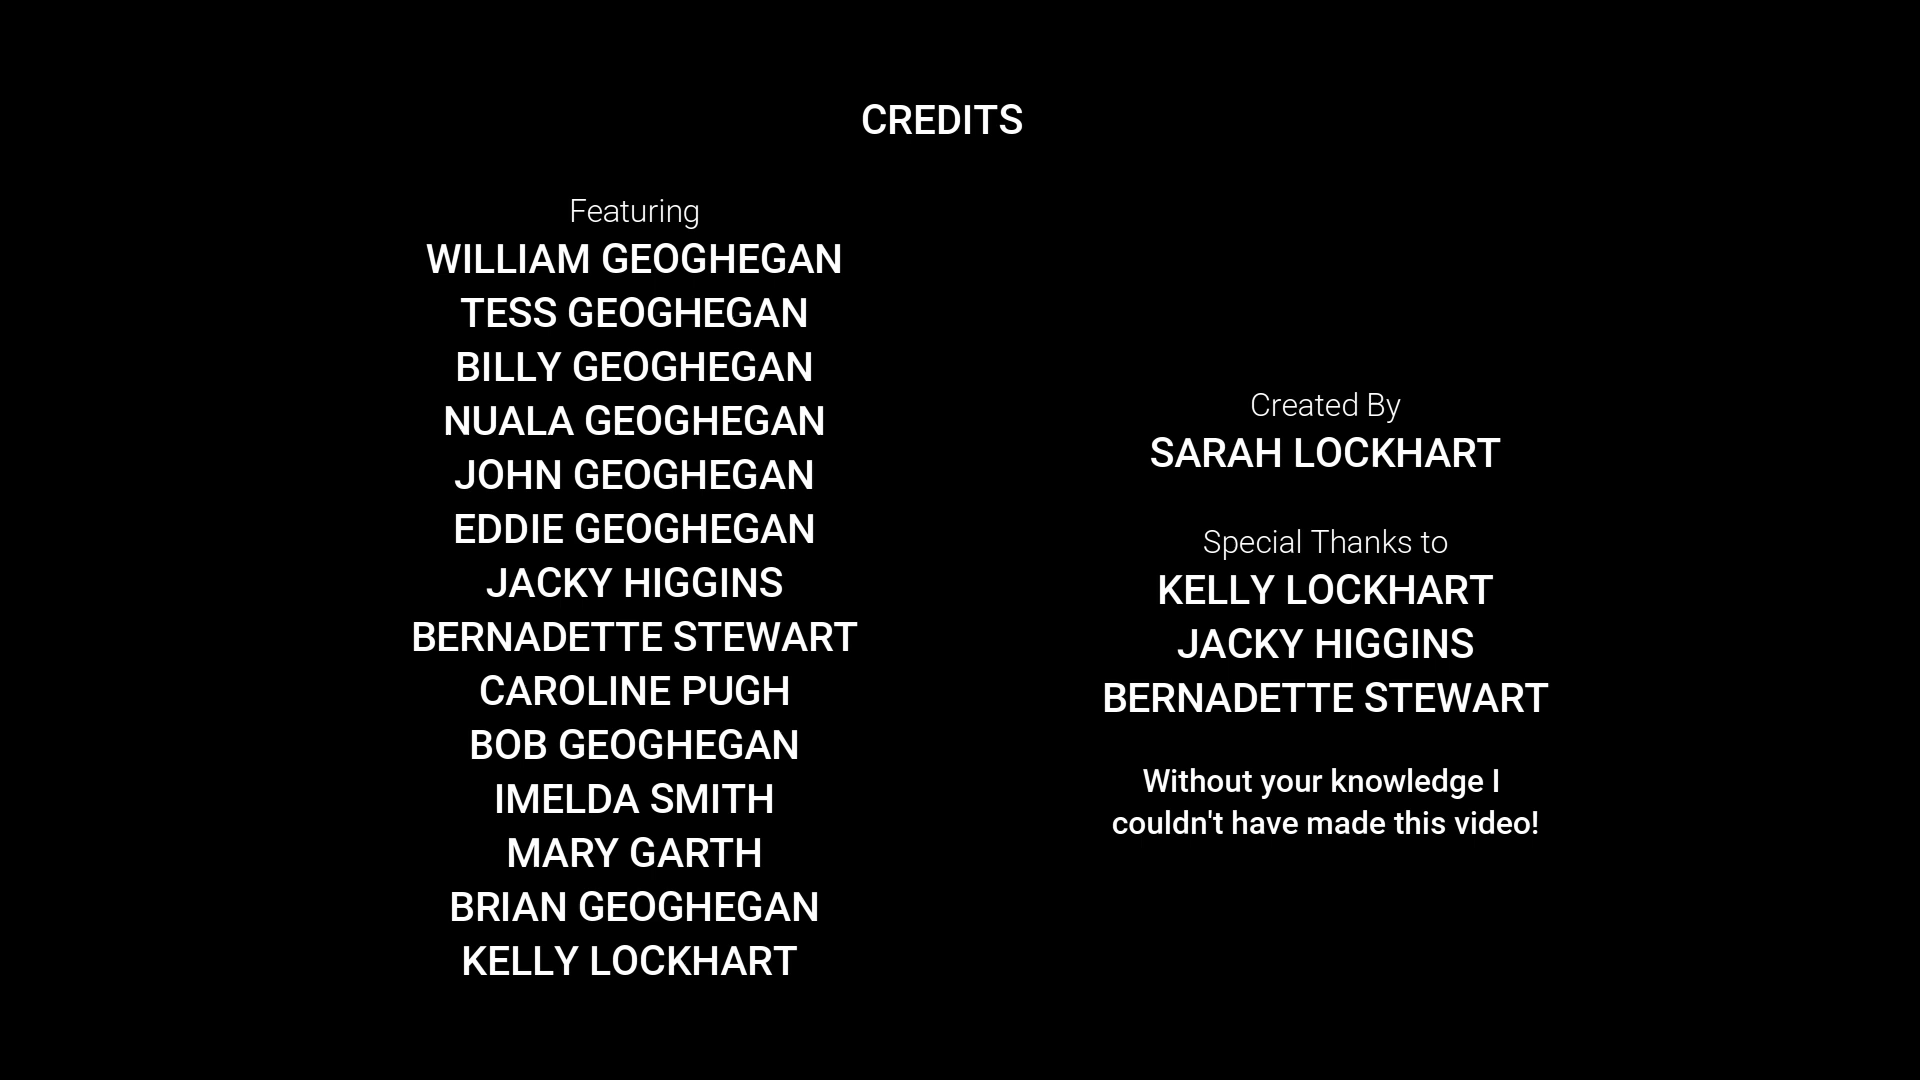 CREDITS
Featuring
WILLIAM GEOGHEGAN
TESS GEOGHEGAN
BILLY GEOGHEGAN
NUALA GEOGHEGAN
JOHN GEOGHEGAN
EDDIE GEOGHEGAN
JACKY HIGGINS
BERNADETTE STEWART
CAROLINE PUGH
BOB GEOGHEGAN
IMELDA SMITH
MARY GARTH
BRIAN GEOGHEGAN
KELLY LOCKHART
Created By
SARAH LOCKHART
Special Thanks to
KELLY LOCKHART
JACKY HIGGINS
BERNADETTE STEWART
Without your knowledge I
couldn't have made this video!